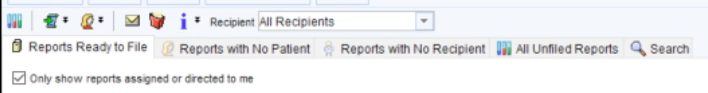 Recipient All Recipients
Reports Ready to File Reports with No Patient Reports with No Recipient All Unfiled Reports Search
Only show reports assigned or directed to me